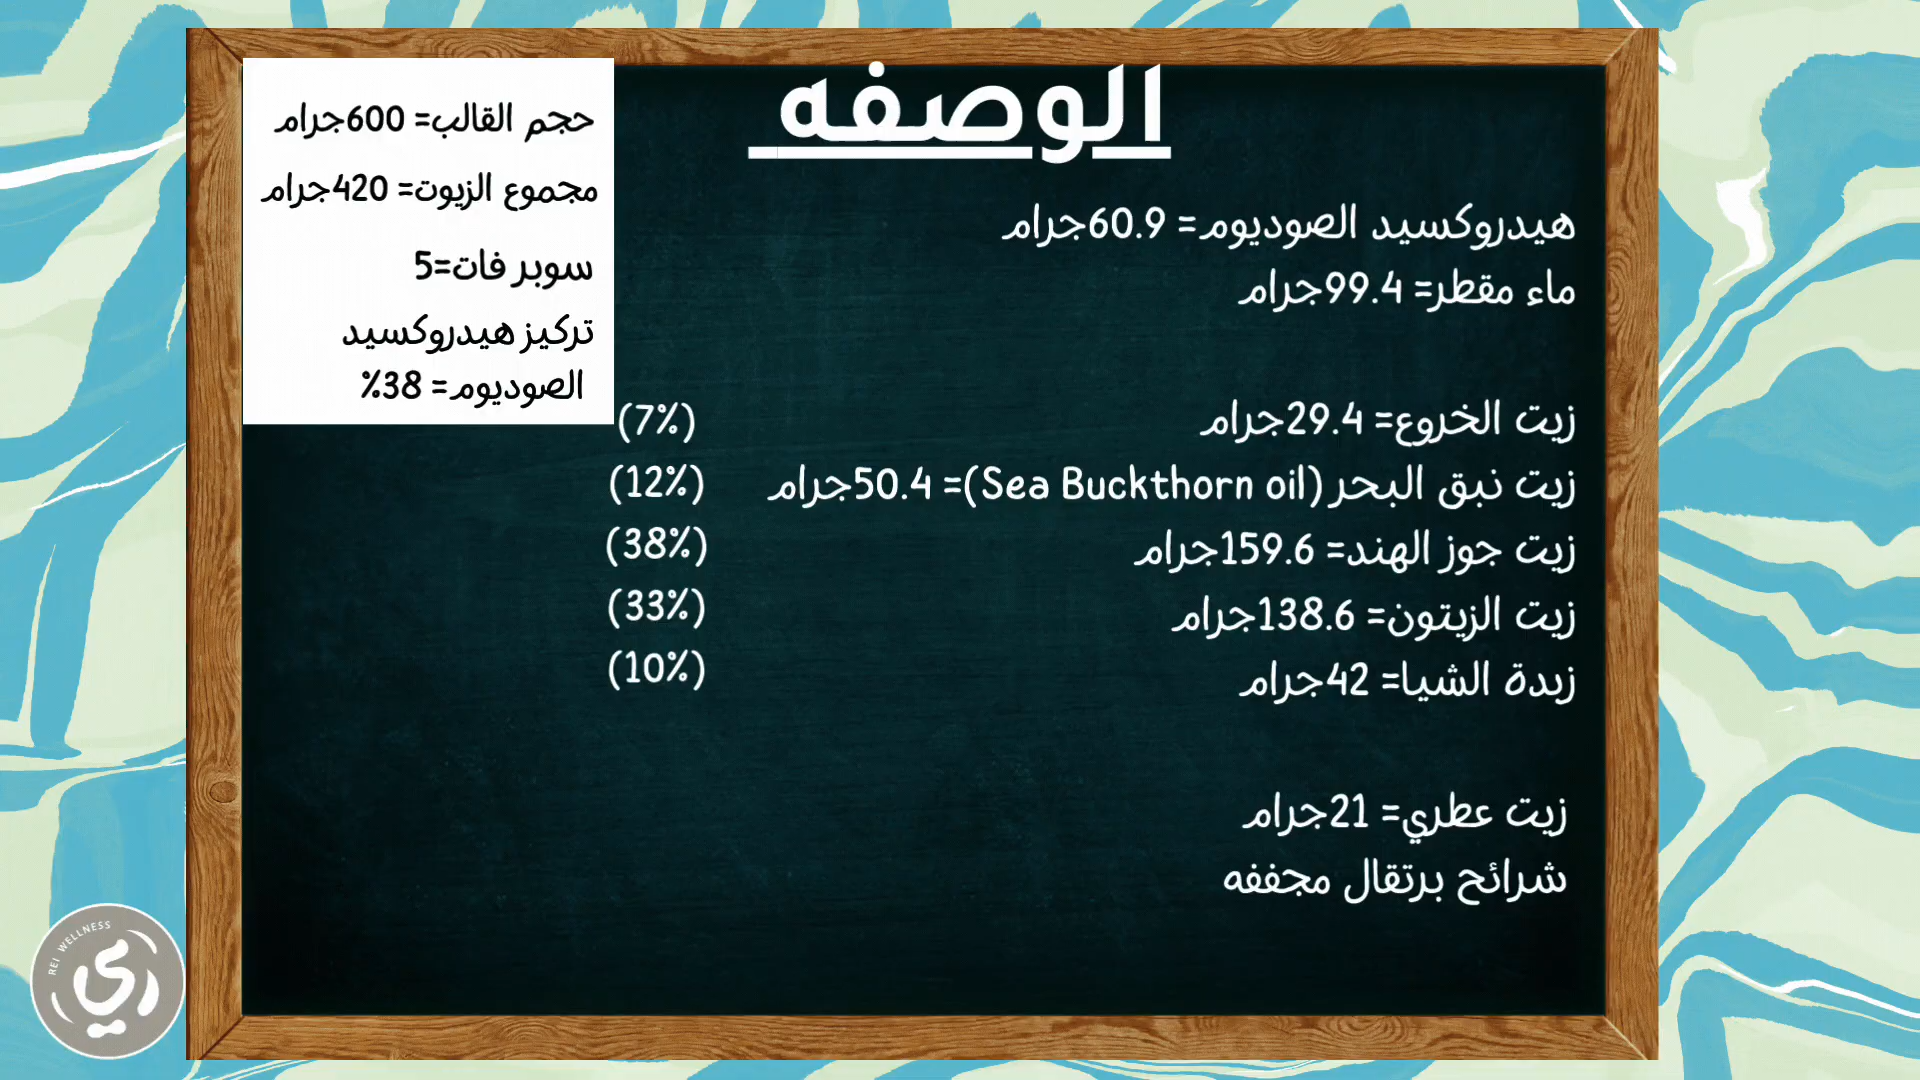 الوصفه
حجم القالب= 600جرام
مجموع الزيوت= 420جرام
سوبر فات=5
تركيز هيدروكسيد
الصوديوم= 38%
هيدروكسيد الصوديوم= 60.9جرام
ماء مقطر= 99.4جرام
زيت الخروع= 29.4جرام (7%)
زيت نبق البحر (Sea Buckthorn oil)= 50.4جرام (12%)
زيت جوز الهند= 159.6جرام (38%)
زيت الزيتون= 138.6جرام (33%)
زبدة الشيا= 42جرام (10%)
زيت عطري= 21جرام
شرائح برتقال مجففه
REI WELLNESS
ري